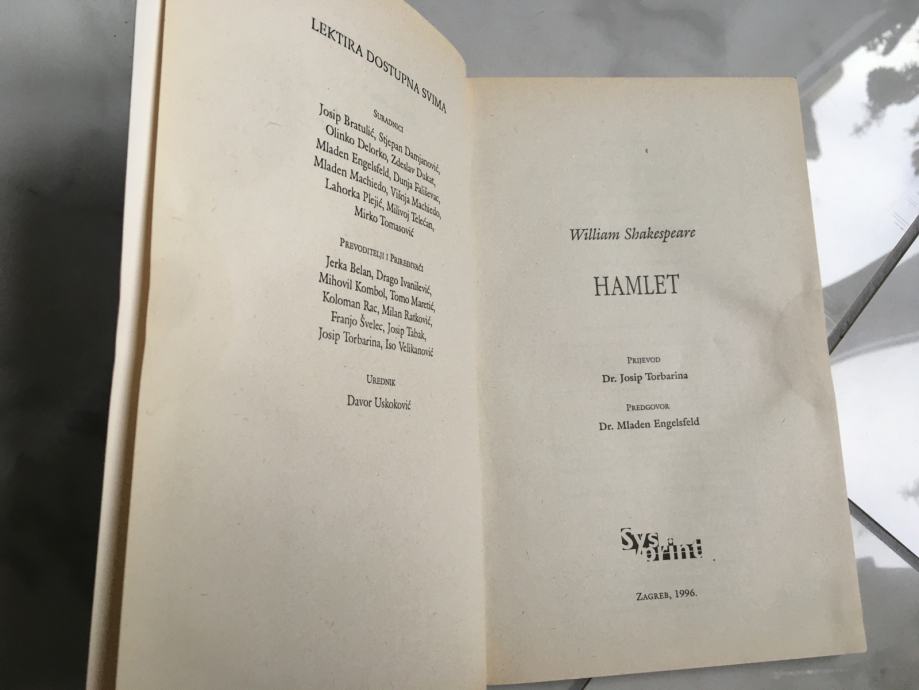 LEKTIRA DOSTUPNA SVIMA
SURADNICI
Josip Bratulić, Stjepan Damjanović,
Olinko Delorko, Zdeslav Dukat,
Mladen Engelsfeld, Dunja Fališevac,
Mladen Machiedo, Višnja Machiedo,
Lahorka Plejić, Milivoj Telećan,
Mirko Tomasović
PREVODITELJI I PRIREĐIVAČI
Jerka Belan, Drago Ivanišević,
Mihovil Kombol, Tomo Maretić,
Koloman Rac, Milan Ratković,
Franjo Švelec, Josip Tabak,
Josip Torbarina, Iso Velikanović
UREDNIK
Davor Uskoković
William Shakespeare
HAMLET
PRIJEVOD
Dr. Josip Torbarina
PREDGOVOR
Dr. Mladen Engelsfeld
Sys
print
ZAGREB, 1996.